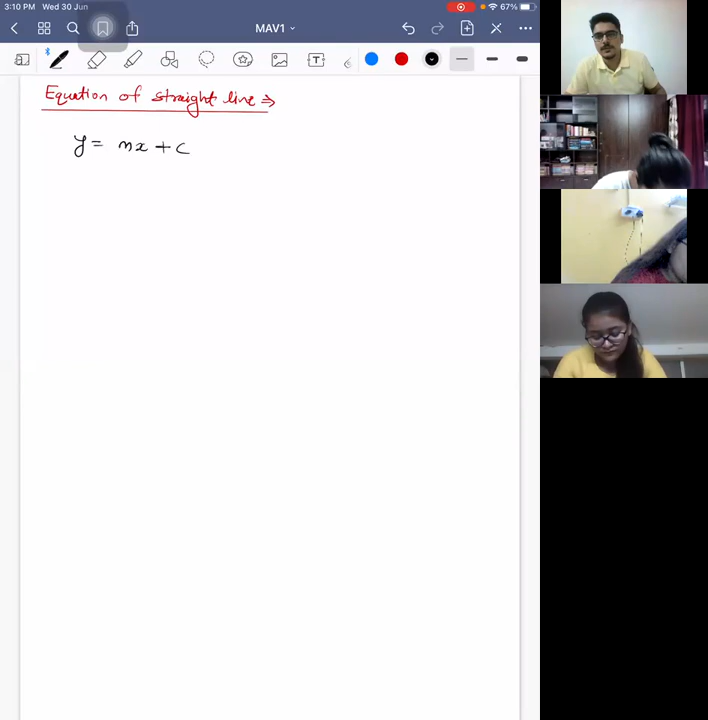 3:10 PM Wed 30 Jun
67%
MAV1
Equation of straight line ⇒
y = mx + c